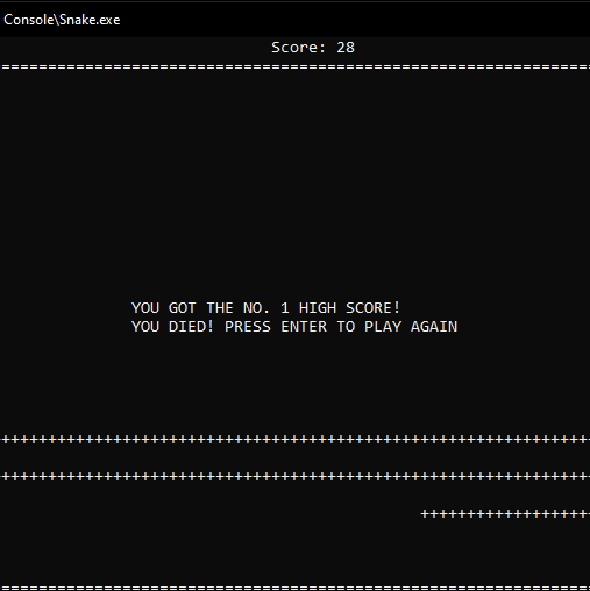 Console\Snake.exe
Score: 28
YOU GOT THE NO. 1 HIGH SCORE!
YOU DIED! PRESS ENTER TO PLAY AGAIN